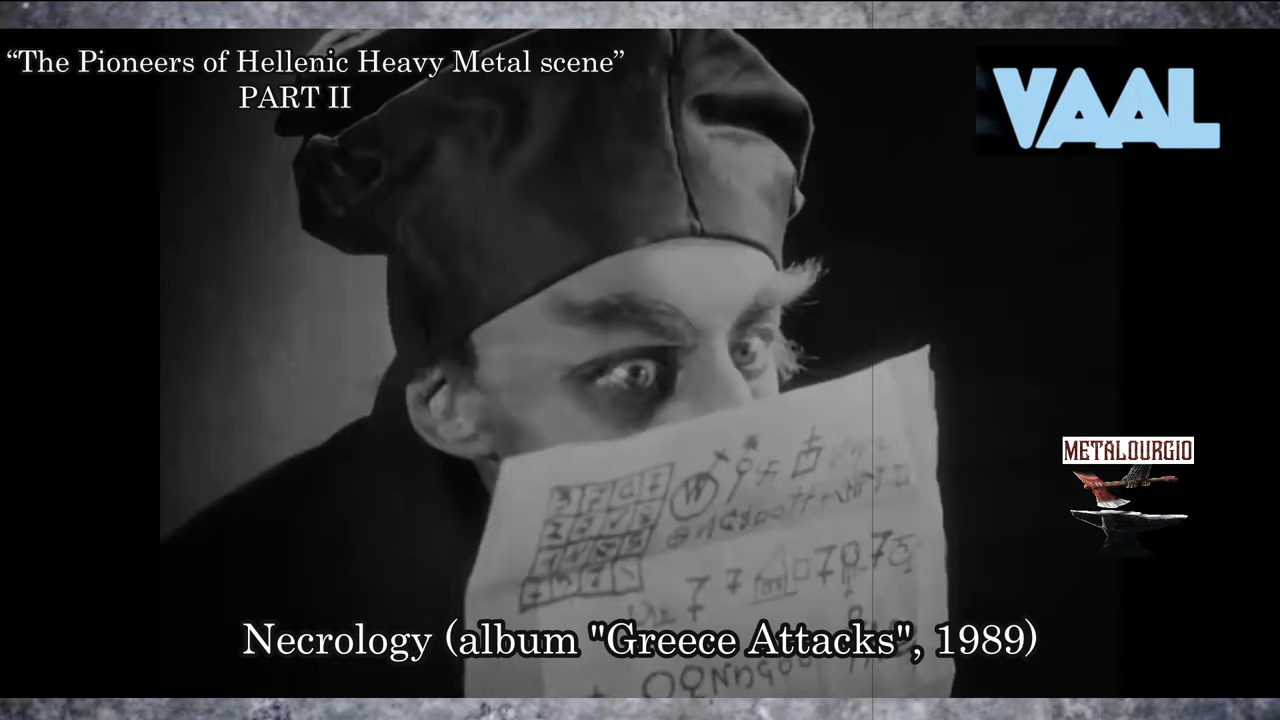 “The Pioneers of Hellenic Heavy Metal scene”
PART II
VAAL
METALOURGIO
Necrology (album "Greece Attacks", 1989)